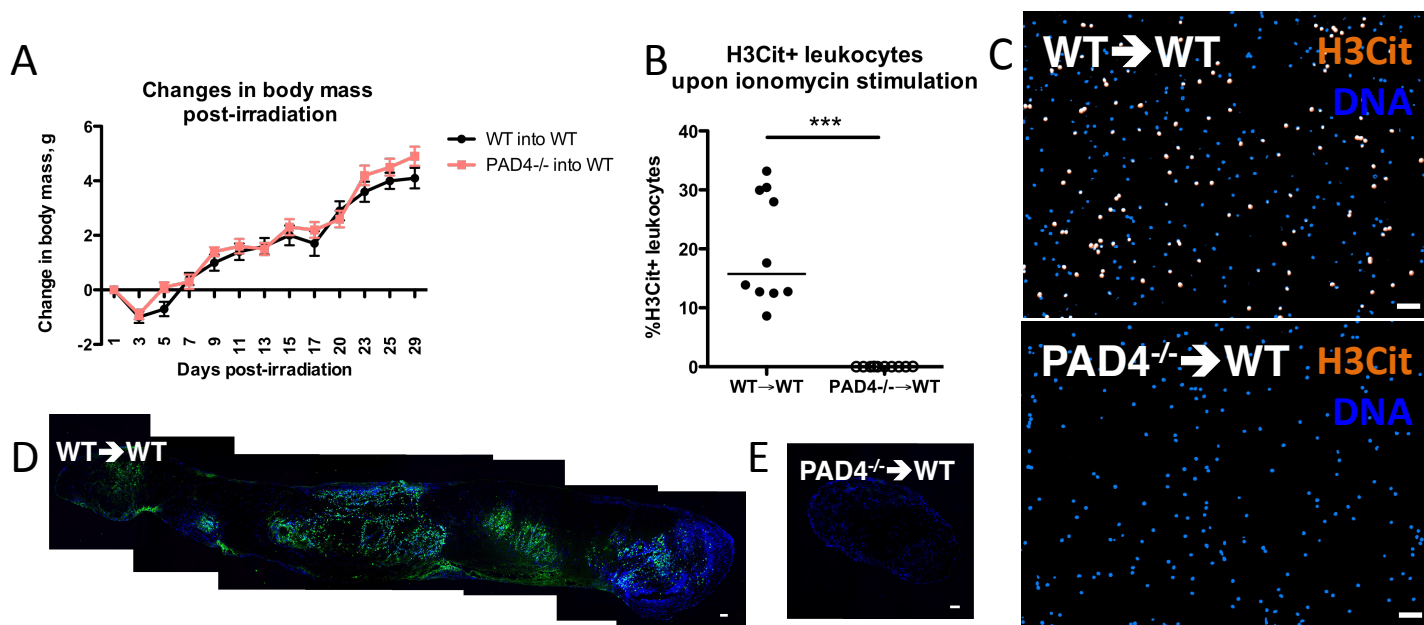 A
Changes in body mass
post-irradiation
Change in body mass, g
6
4
2
0
-2
1 3 5 7 9 11 13 15 17 20 23 25 29
Days post-irradiation
WT into WT
PAD4-/- into WT
B
H3Cit+ leukocytes
upon ionomycin stimulation
***
%H3Cit+ leukocytes
40
30
20
10
0
WT→WT PAD4-/-→WT
C
WT➔WT H3Cit
DNA
PAD4-/-➔WT H3Cit
DNA
D
WT➔WT
E
PAD4-/-➔WT